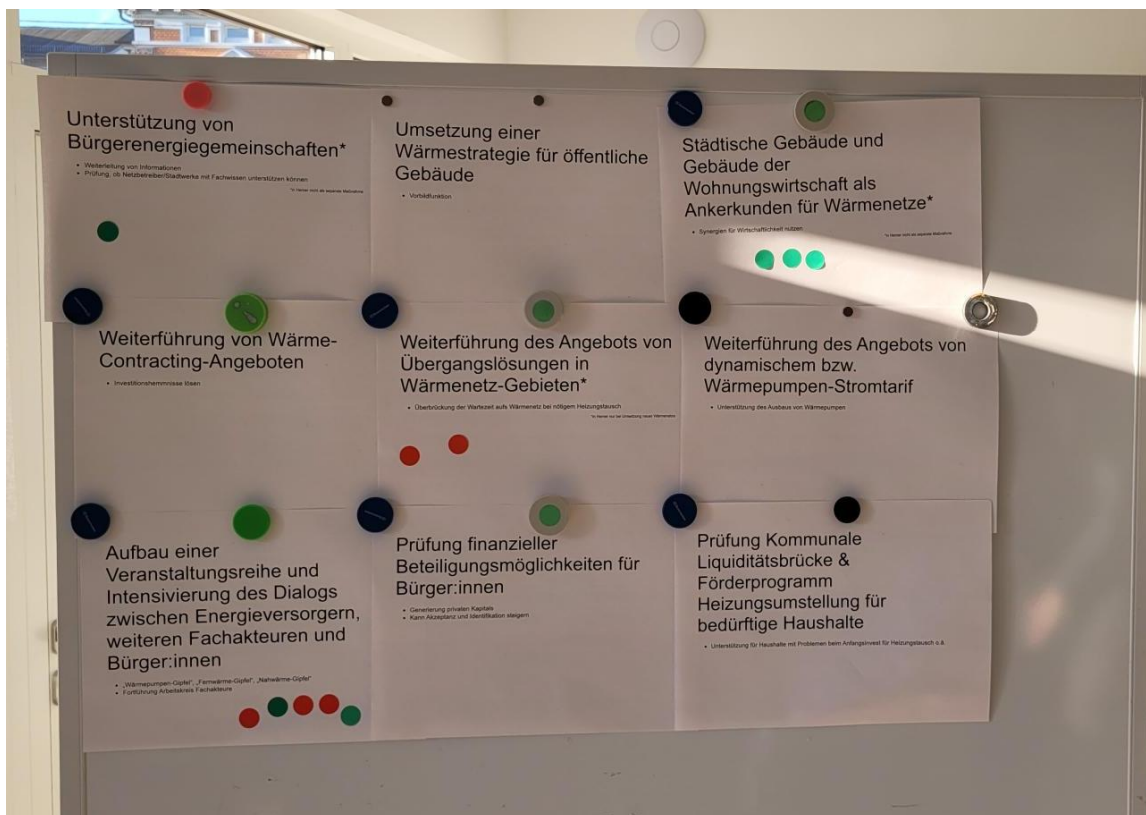 Unterstützung von
Bürgerenergiegemeinschaften*
• Weiterleitung von Informationen
• Prüfung, ob Netzbetreiber/Stadtwerke mit Fachwissen unterstützen können
Umsetzung einer
Wärmestrategie für öffentliche
Gebäude
• Vorbildfunktion
Städtische Gebäude und
Gebäude der
Wohnungswirtschaft als
Ankerkunden für Wärmenetze*
• Synergien für Wirtschaftlichkeit nutzen
Weiterführung von Wärme-
Contracting-Angeboten
• Investitionshemmnisse lösen
Weiterführung des Angebots von
Übergangslösungen in
Wärmenetz-Gebieten*
• Überbrückung der Wartezeit aufs Wärmenetz bei nötigem Heizungstausch
Weiterführung des Angebots von
dynamischem bzw.
Wärmepumpen-Stromtarif
• Unterstützung des Ausbaus von Wärmepumpen
Aufbau einer
Veranstaltungsreihe und
Intensivierung des Dialogs
zwischen Energieversorgern,
weiteren Fachakteuren und
Bürger:innen
• „Wärmepumpen-Gipfel", „Fernwärme-Gipfel", „Nahwärme-Gipfel"
• Fortführung Arbeitskreis Fachakteure
Prüfung finanzieller
Beteiligungsmöglichkeiten für
Bürger:innen
• Generierung privaten Kapitals
• Kann Akzeptanz und Identifikation steigern
Prüfung Kommunale
Liquiditätsbrücke &
Förderprogramm
Heizungsumstellung für
bedürftige Haushalte
• Unterstützung für Haushalte mit Problemen beim Anfangsinvest für Heizungstausch o.ä.